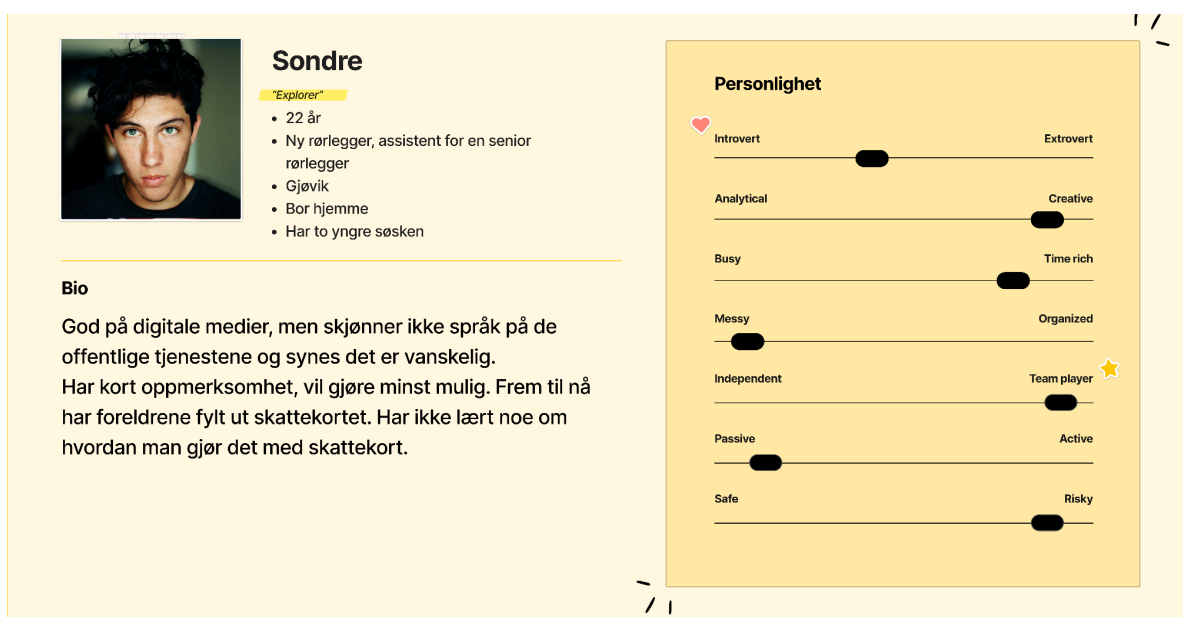 Sondre
"Explorer"
• 22 år
• Ny rørlegger, assistent for en senior
rørlegger
• Gjøvik
• Bor hjemme
• Har to yngre søsken
Bio
God på digitale medier, men skjønner ikke språk på de
offentlige tjenestene og synes det er vanskelig.
Har kort oppmerksomhet, vil gjøre minst mulig. Frem til nå
har foreldrene fylt ut skattekortet. Har ikke lært noe om
hvordan man gjør det med skattekort.
Personlighet
Introvert Extrovert
Analytical Creative
Busy Time rich
Messy Organized
Independent Team player
Passive Active
Safe Risky